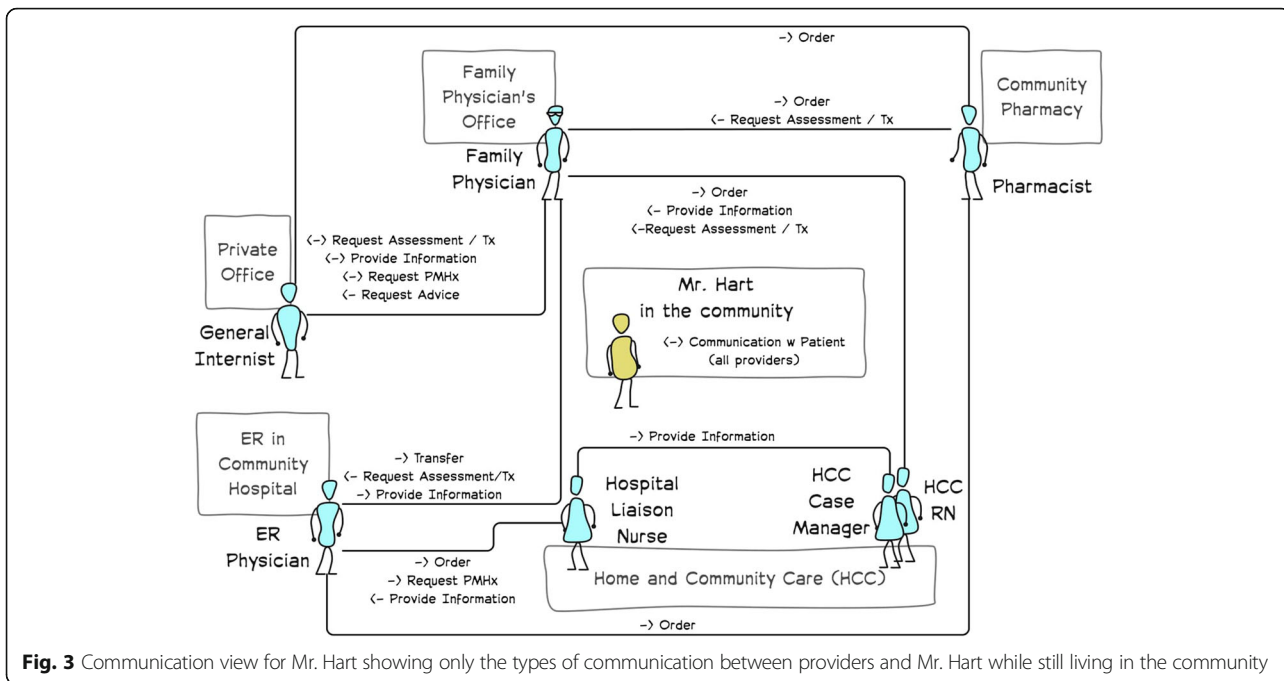 -> Order
Family
Physician's
Office
Community
Pharmacy
-> Order
<- Request Assessment / Tx
Family
Physician
Pharmacist
-> Order
<- Provide Information
<-Request Assessment / Tx
Private
Office
<-> Request Assessment / Tx
<-> Provide Information
<-> Request PMHx
<- Request Advice
General
Internist
Mr. Hart
in the community
<-> Communication w Patient
(all providers)
ER in
Community
Hospital
-> Transfer
<- Request Assessment/Tx
-> Provide Information
ER
Physician
-> Provide Information
Hospital
Liaison
Nurse
HCC
Case
Manager
HCC
RN
-> Order
-> Request PMHx
<- Provide Information
Home and Community Care (HCC)
-> Order
Fig. 3 Communication view for Mr. Hart showing only the types of communication between providers and Mr. Hart while still living in the community